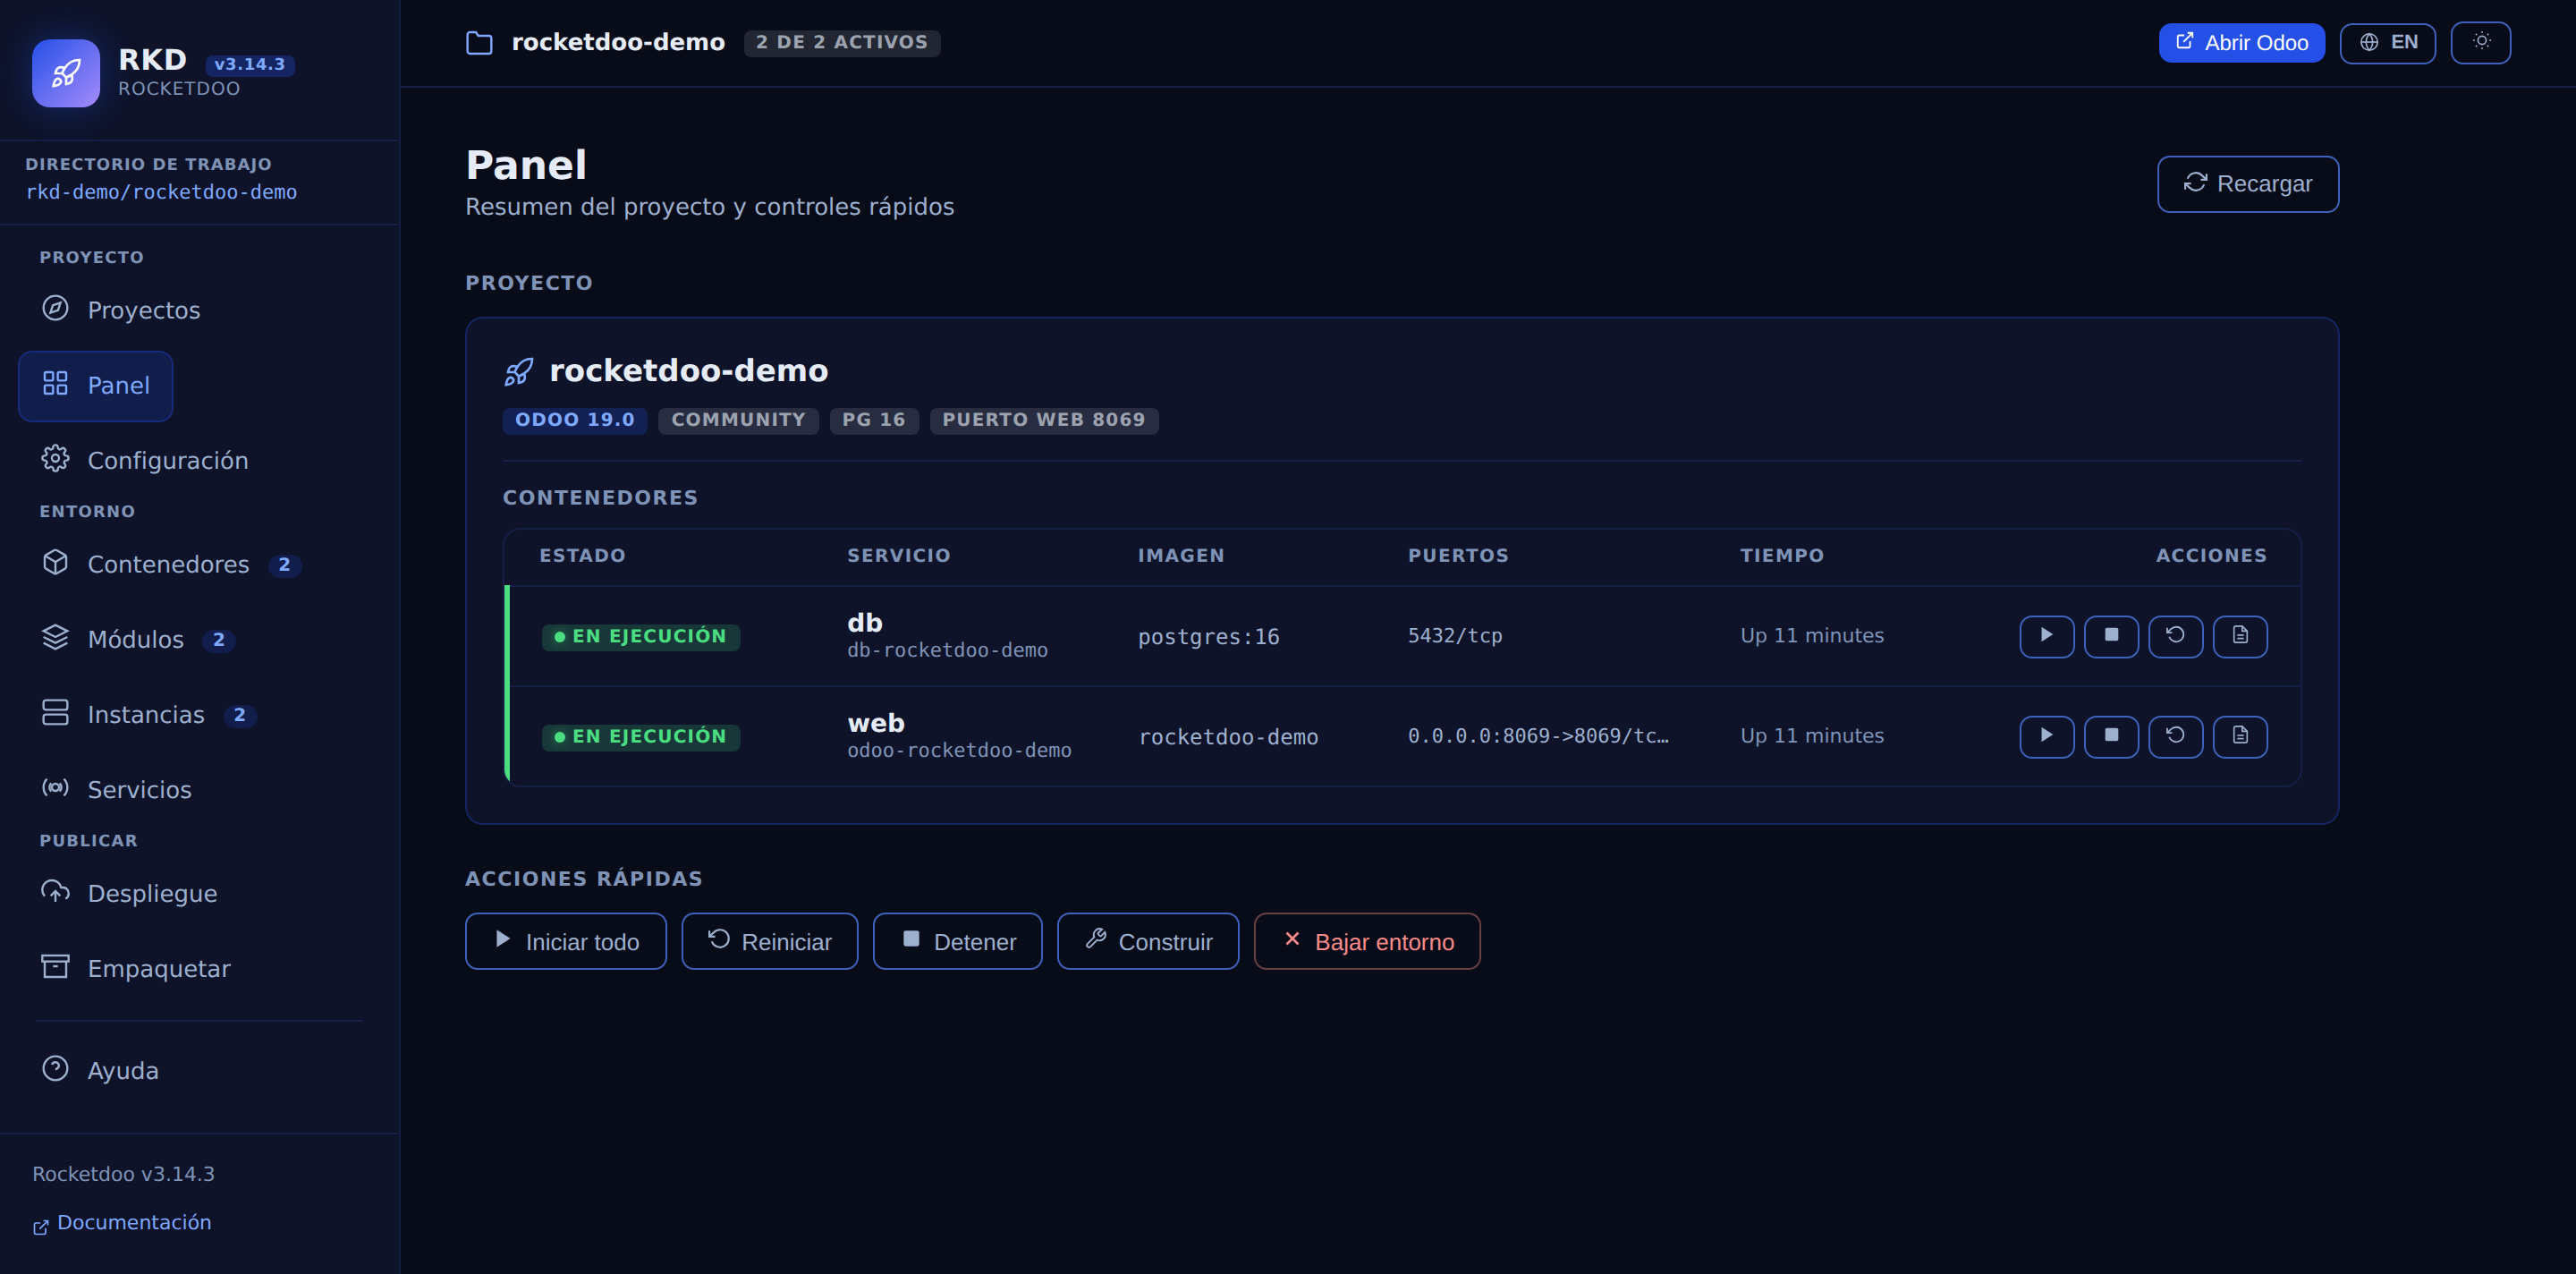 RKD v3.14.3
ROCKETDOO
DIRECTORIO DE TRABAJO
rkd-demo/rocketdoo-demo
PROYECTO
Proyectos
Panel
Configuración
ENTORNO
Contenedores 2
Módulos 2
Instancias 2
Servicios
PUBLICAR
Despliegue
Empaquetar
Ayuda
Rocketdoo v3.14.3
Documentación
rocketdoo-demo 2 DE 2 ACTIVOS
Abrir Odoo EN
Panel
Resumen del proyecto y controles rápidos
Recargar
PROYECTO
rocketdoo-demo
ODOO 19.0 COMMUNITY PG 16 PUERTO WEB 8069
CONTENEDORES
ESTADO SERVICIO IMAGEN PUERTOS TIEMPO ACCIONES
EN EJECUCIÓN db postgres:16 5432/tcp Up 11 minutes
db-rocketdoo-demo
EN EJECUCIÓN web rocketdoo-demo 0.0.0.0:8069->8069/tc… Up 11 minutes
odoo-rocketdoo-demo
ACCIONES RÁPIDAS
Iniciar todo Reiniciar Detener Construir Bajar entorno